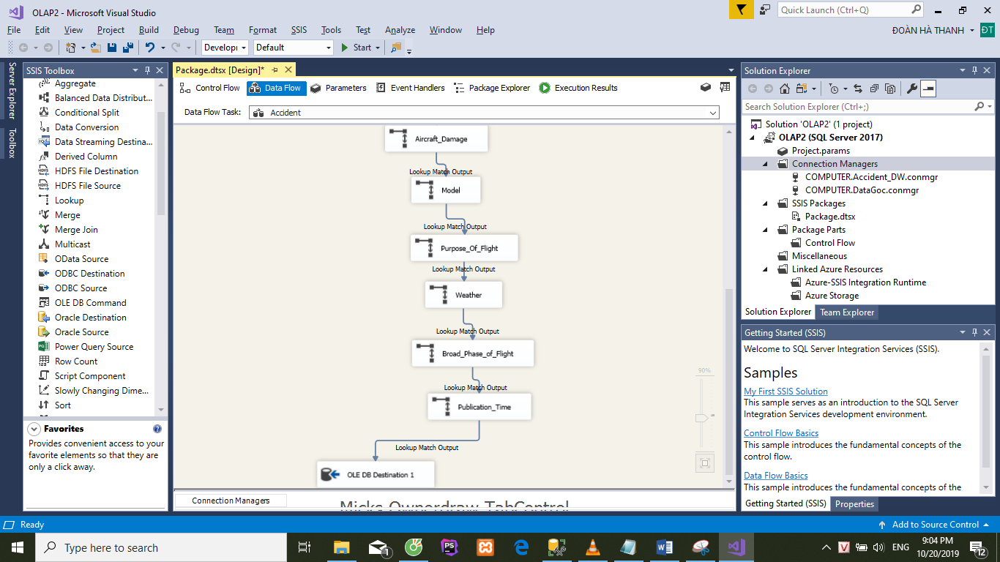 OLAP2 - Microsoft Visual Studio
Quick Launch (Ctrl+Q)
File Edit View Project Build Debug Team Format SSIS Tools Test Analyze Window Help
ĐOÀN HÀ THANH
ĐT
Default
Start
Server Explorer
Toolbox
SSIS Toolbox
Aggregate
Balanced Data Distribut...
Conditional Split
Data Conversion
Data Streaming Destina...
Derived Column
HDFS File Destination
HDFS File Source
Lookup
Merge
Merge Join
Multicast
OData Source
ODBC Destination
ODBC Source
OLE DB Command
Oracle Destination
Oracle Source
Power Query Source
Row Count
Script Component
Slowly Changing Dime...
Sort
Favorites
Provides convenient access to your
favorite elements so that they are
only a click away.
Package.dtsx [Design]*
Control Flow Data Flow Parameters Event Handlers Package Explorer Execution Results
Data Flow Task: Accident
Aircraft_Damage
Lookup Match Output
Model
Lookup Match Output
Purpose_Of_Flight
Lookup Match Output
Weather
Lookup Match Output
Broad_Phase_of_Flight
Lookup Match Output
Publication_Time
Lookup Match Output
OLE DB Destination 1
90%
Connection Managers
Micks Ownerdraw TabControl
Solution Explorer
Search Solution Explorer (Ctrl+;)
Solution 'OLAP2' (1 project)
OLAP2 (SQL Server 2017)
Project.params
Connection Managers
COMPUTER.Accident_DW.conmgr
COMPUTER.DataGoc.conmgr
SSIS Packages
Package.dtsx
Package Parts
Control Flow
Miscellaneous
Linked Azure Resources
Azure-SSIS Integration Runtime
Azure Storage
Solution Explorer Team Explorer
Getting Started (SSIS)
Welcome to SQL Server Integration Services (SSIS).
Samples
My First SSIS Solution
This sample serves as an introduction to the SQL Server
Integration Services development environment.
Control Flow Basics
This sample introduces the fundamental concepts of the
control flow.
Data Flow Basics
This sample introduces the fundamental concepts of the
Getting Started (SSIS) Properties
Ready
Add to Source Control
Type here to search
1
PS
W
V
ENG
9:04 PM
10/20/2019
12